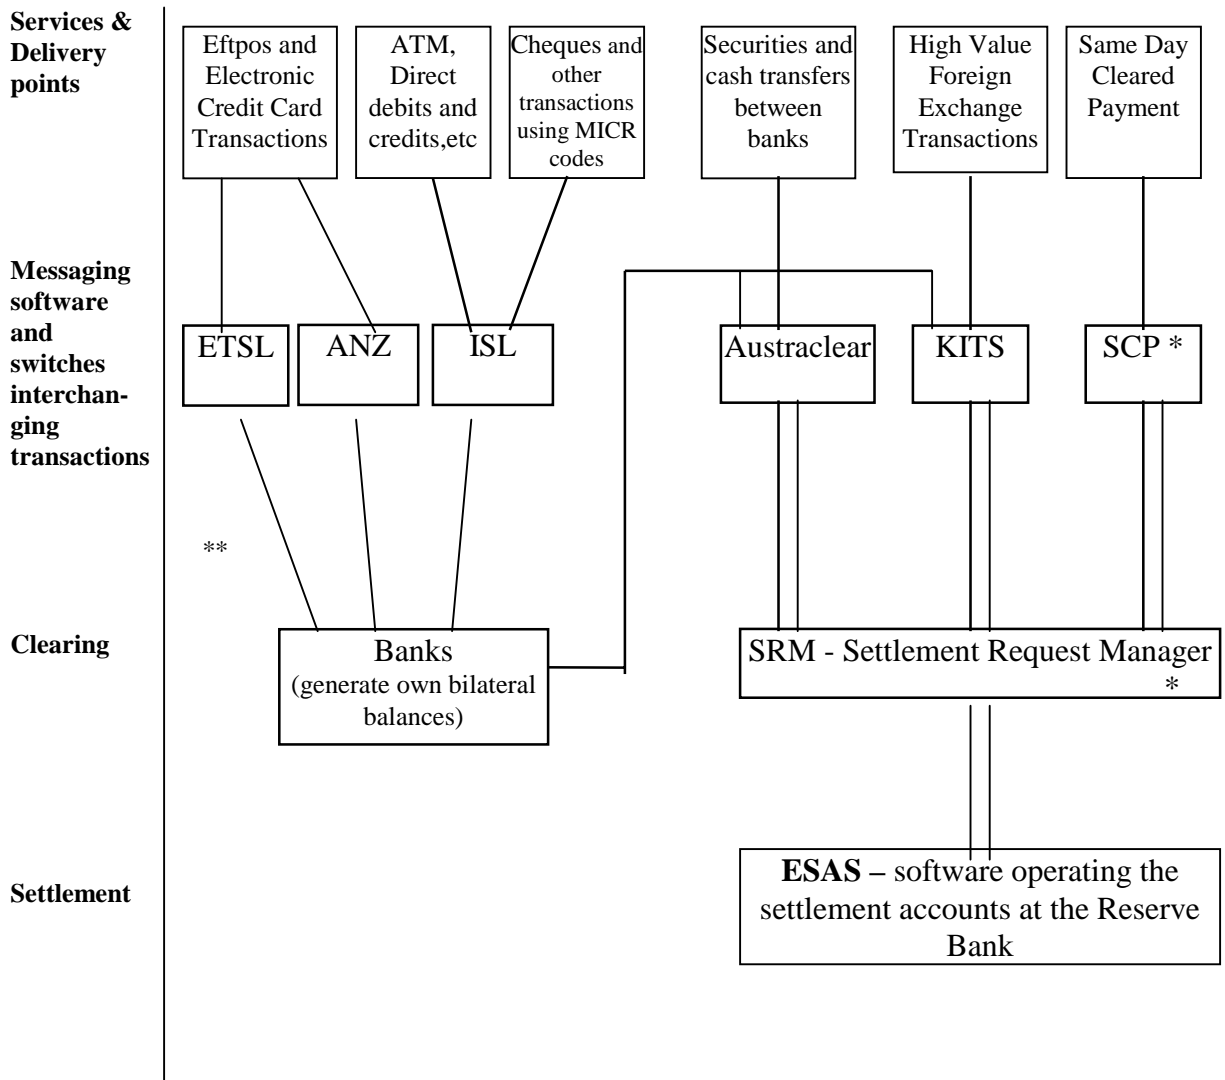 Services &
Delivery
points
Eftpos and
Electronic
Credit Card
Transactions
ATM,
Direct
debits and
credits,etc
Cheques and
other
transactions
using MICR
codes
Securities and
cash transfers
between
banks
High Value
Foreign
Exchange
Transactions
Same Day
Cleared
Payment
Messaging
software
and
switches
interchan-
ging
transactions
ETSL
ANZ
ISL
Austraclear
KITS
SCP *
**
Clearing
Banks
(generate own bilateral
balances)
SRM - Settlement Request Manager
*
Settlement
ESAS – software operating the
settlement accounts at the Reserve
Bank